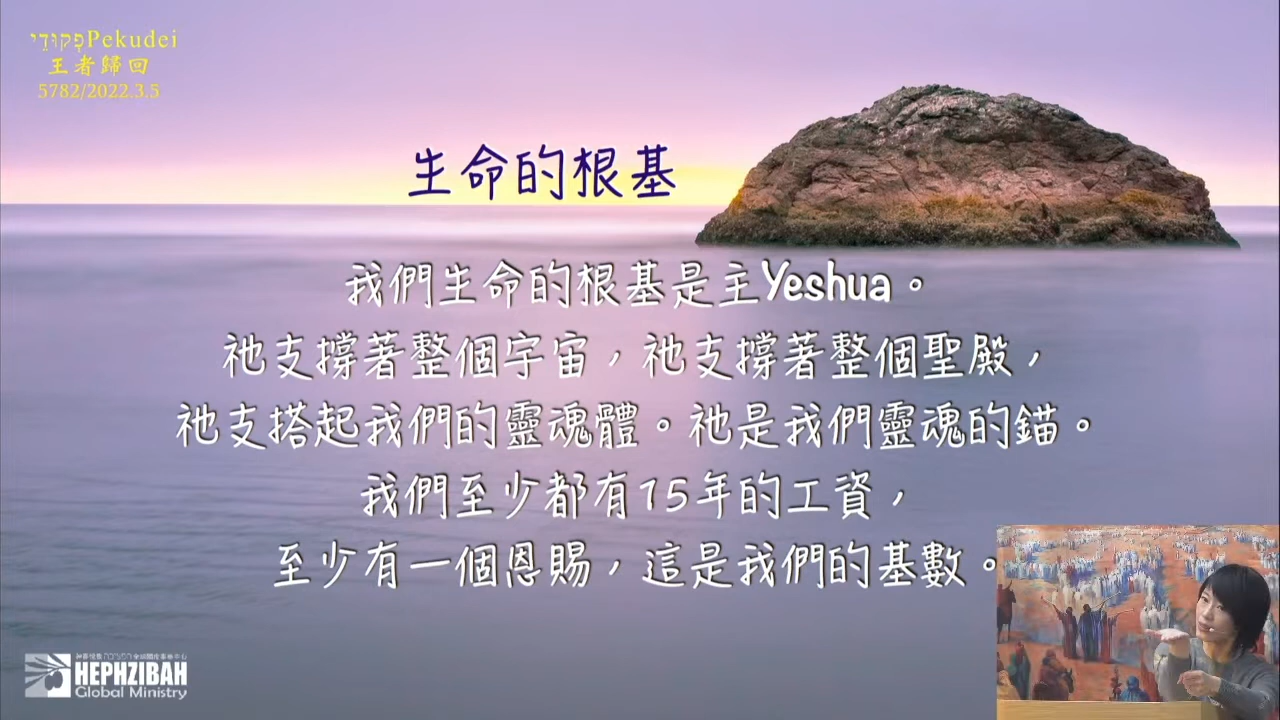 פְקוּדֵיPekudei
王者歸回
5782/2022.3.5
生命的根基
我們生命的根基是主Yeshua。
祂支撐著整個宇宙，祂支撐著整個聖殿，
祂支搭起我們的靈魂體。祂是我們靈魂的錨。
我們至少都有15年的工資，
至少有一個恩賜，這是我們的基數。
HEPHZIBAH
Global Ministry